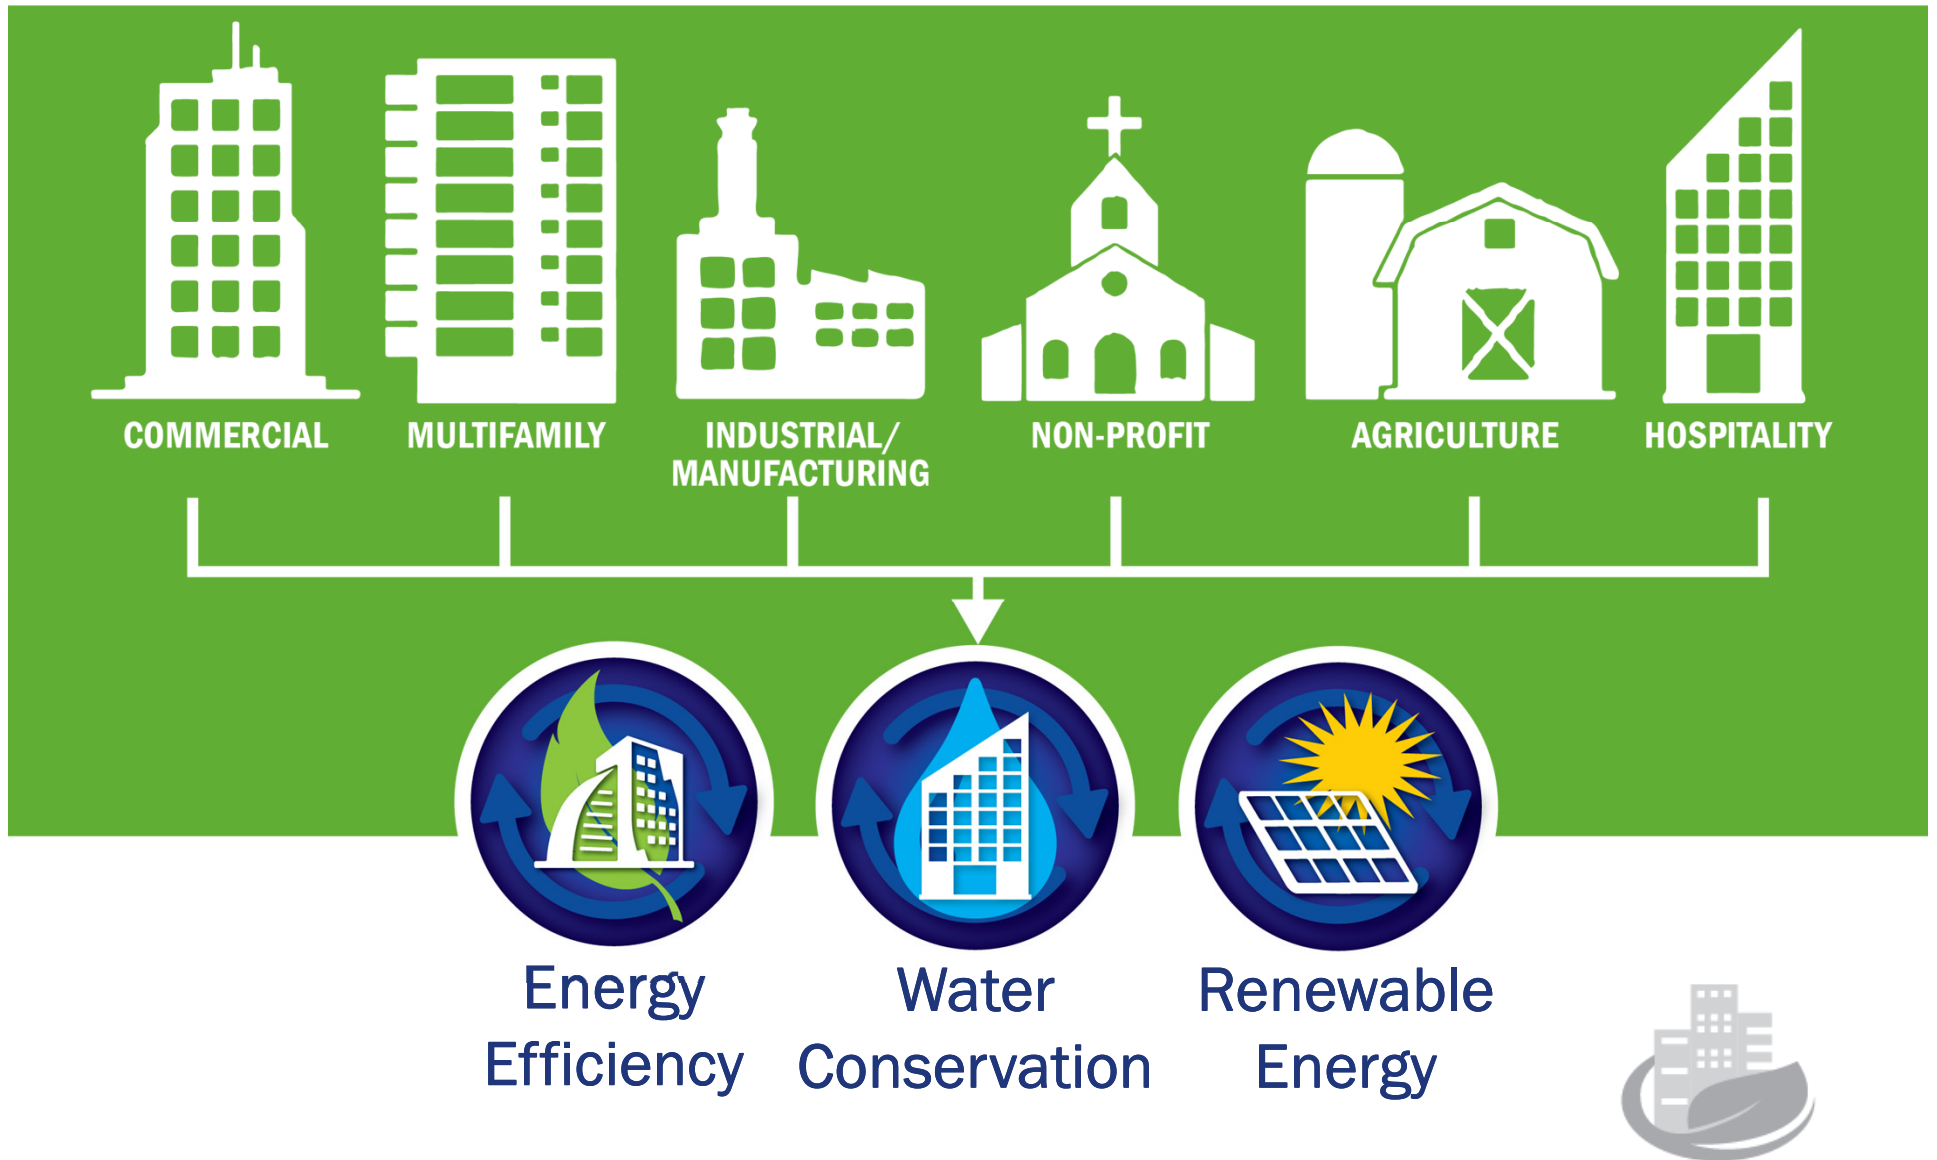 COMMERCIAL
MULTIFAMILY
INDUSTRIAL/
MANUFACTURING
NON-PROFIT
AGRICULTURE
HOSPITALITY
Energy
Efficiency
Water
Conservation
Renewable
Energy